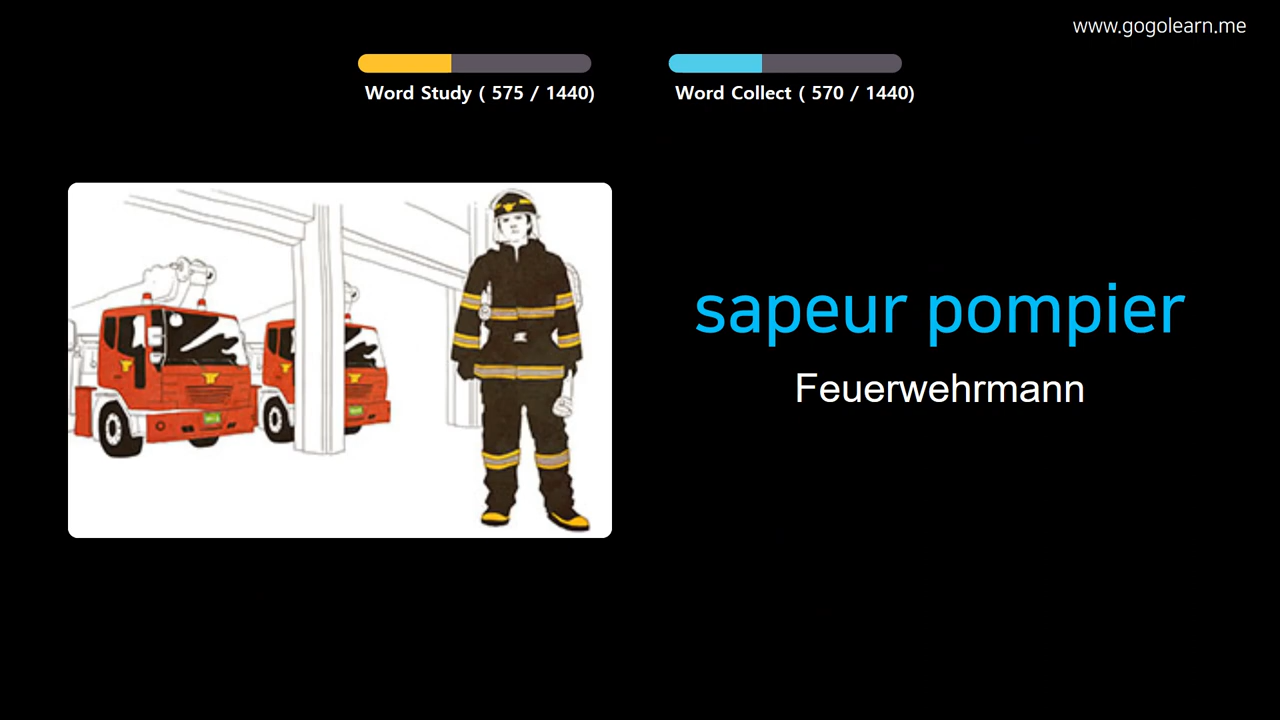 www.gogolearn.me
Word Study ( 575 / 1440)
Word Collect ( 570 / 1440)
sapeur pompier
Feuerwehrmann